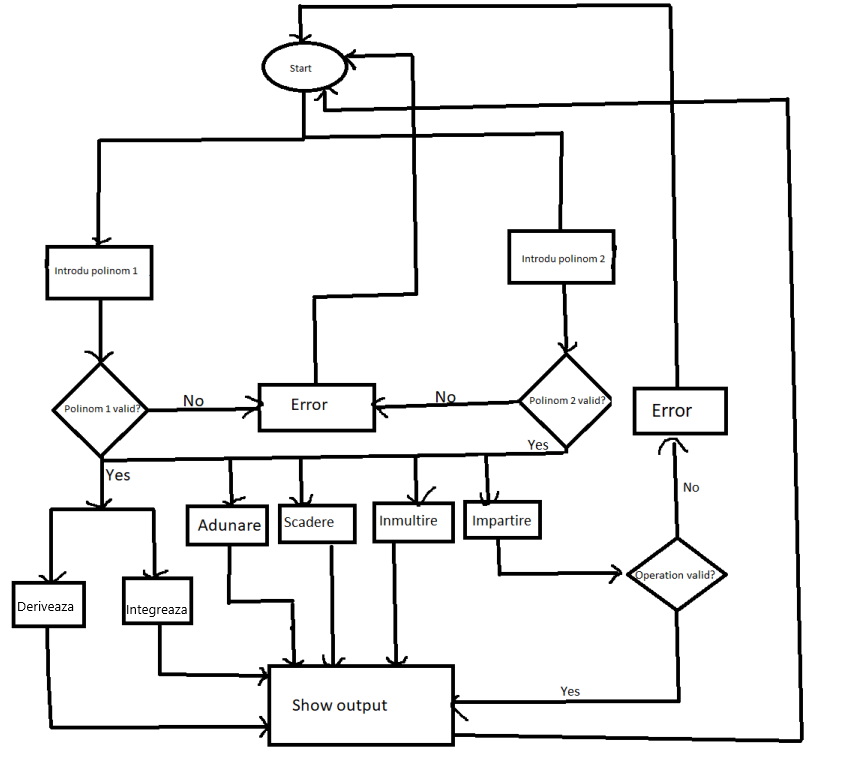 Start
Introdu polinom 1
Introdu polinom 2
Polinom 1 valid?
No
Error
No
Polinom 2 valid?
Error
Yes
Yes
No
Adunare
Scadere
Inmultire
Impartire
Operation valid?
Deriveaza
Integreaza
Show output
Yes